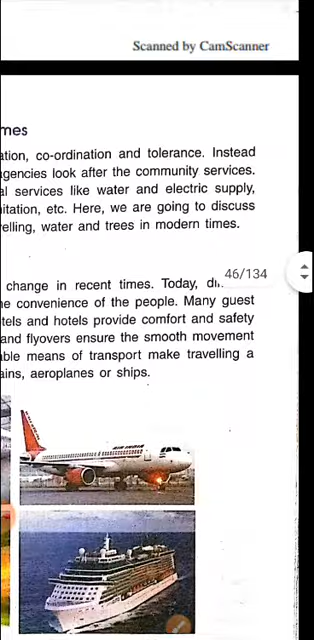 Scanned by CamScanner
mes
ation, co-ordination and tolerance. Instead
gencies look after the community services.
al services like water and electric supply,
itation, etc. Here, we are going to discuss
elling, water and trees in modern times.
46/134
change in recent times. Today,
e convenience of the people. Many guest
tels and hotels provide comfort and safety
and flyovers ensure the smooth movement
ble means of transport make travelling a
ains, aeroplanes or ships.
AIR INDIA